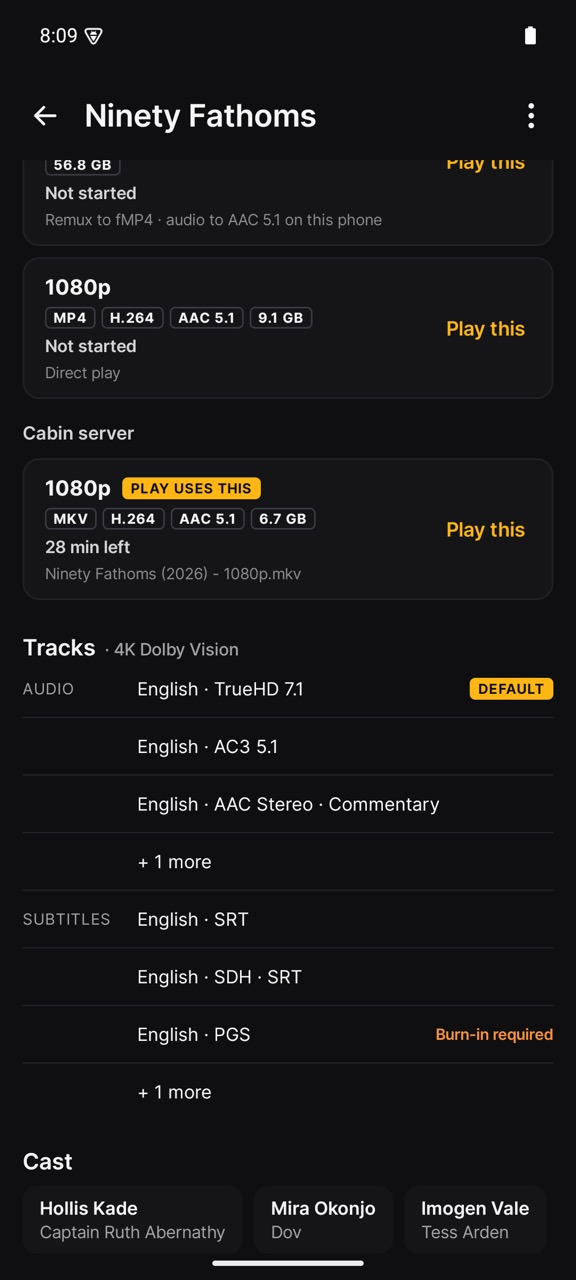 8:09
Ninety Fathoms
56.8 GB
Play this
Not started
Remux to fMP4 · audio to AAC 5.1 on this phone
1080p
MP4 H.264 AAC 5.1 9.1 GB
Play this
Not started
Direct play
Cabin server
1080p PLAY USES THIS
MKV H.264 AAC 5.1 6.7 GB
Play this
28 min left
Ninety Fathoms (2026) - 1080p.mkv
Tracks · 4K Dolby Vision
AUDIO English · TrueHD 7.1 DEFAULT
English · AC3 5.1
English · AAC Stereo · Commentary
+ 1 more
SUBTITLES English · SRT
English · SDH · SRT
English · PGS Burn-in required
+ 1 more
Cast
Hollis Kade
Captain Ruth Abernathy
Mira Okonjo
Dov
Imogen Vale
Tess Arden